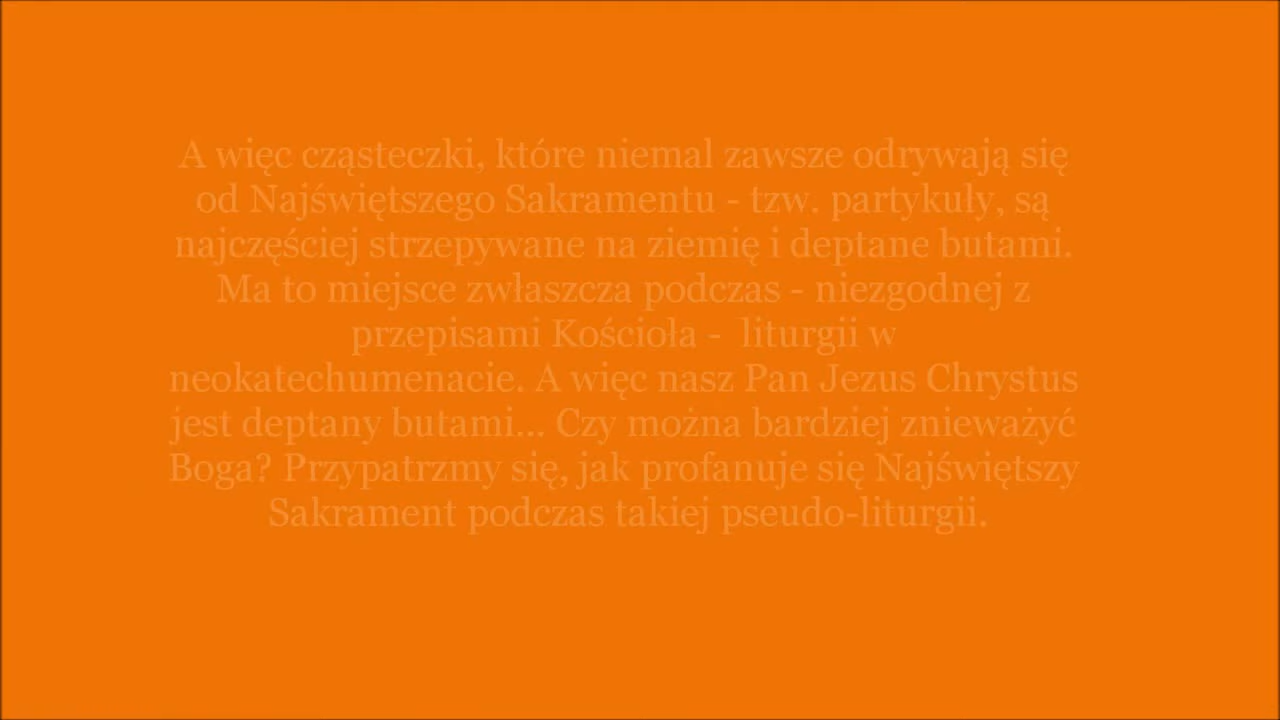 A więc cząsteczki, które niemal zawsze odrywają się
od Najświętszego Sakramentu - tzw. partykuły, są
najczęściej strzepywane na ziemię i deptane butami.
Ma to miejsce zwłaszcza podczas - niezgodnej z
przepisami Kościoła -  liturgii w
neokatechumenacie. A więc nasz Pan Jezus Chrystus
jest deptany butami... Czy można bardziej znieważyć
Boga? Przypatrzmy się, jak profanuje się Najświętszy
Sakrament podczas takiej pseudo-liturgii.